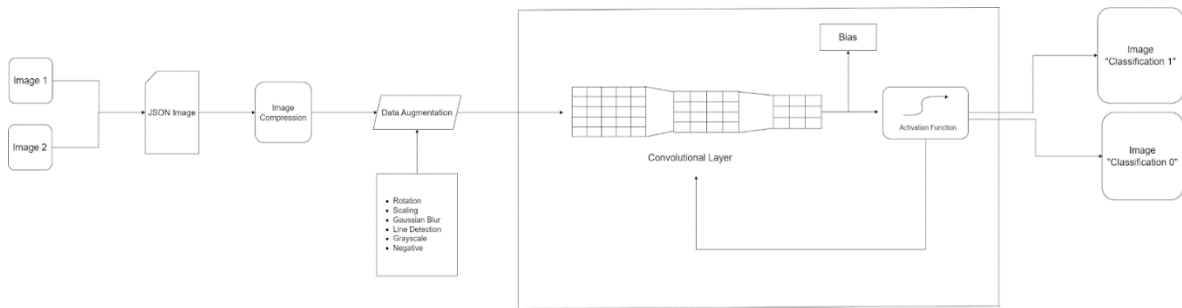 Image 1
Image 2
JSON Image
Image
Compression
Data Augmentation
• Rotation
• Scaling
• Gaussian Blur
• Line Detection
• Grayscale
• Negative
Convolutional Layer
Bias
Activation Function
Image
"Classification 1"
Image
"Classification 0"